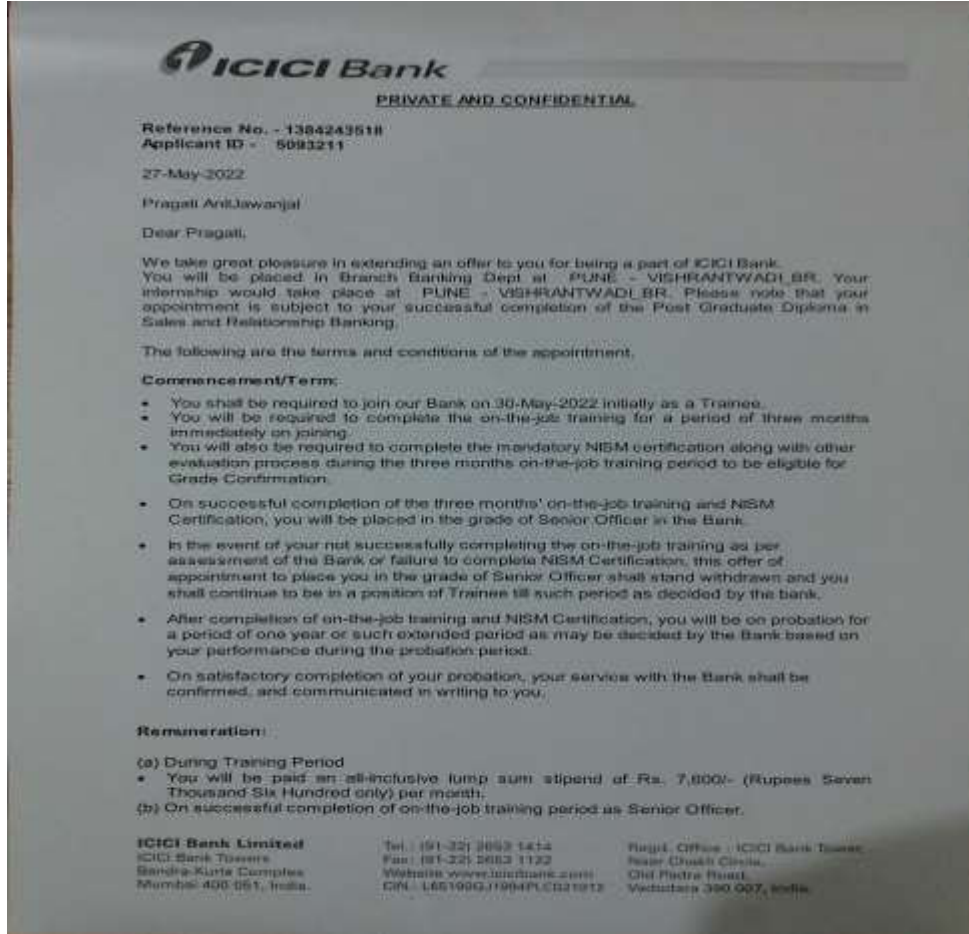 ICICI Bank
PRIVATE AND CONFIDENTIAL
Reference No. - 1384243518
Applicant ID - 5093211
27-May-2022
Pragati AnilJawanjal
Dear Pragati,
We take great pleasure in extending an offer to you for being a part of ICICI Bank.
You will be placed in Branch Banking Dept at PUNE - VISHRANTWADI_BR. Your
internship would take place at PUNE - VISHRANTWADI_BR. Please note that your
appointment is subject to your successful completion of the Post Graduate Diploma in
Sales and Relationship Banking.
The following are the terms and conditions of the appointment.
Commencement/Term:
• You shall be required to join our Bank on 30-May-2022 initially as a Trainee.
• You will be required to complete the on-the-job training for a period of three months
immediately on joining.
• You will also be required to complete the mandatory NISM certification along with other
evaluation process during the three months on-the-job training period to be eligible for
Grade Confirmation.
• On successful completion of the three months' on-the-job training and NISM
Certification, you will be placed in the grade of Senior Officer in the Bank.
• In the event of your not successfully completing the on-the-job training as per
assessment of the Bank or failure to complete NISM Certification, this offer of
appointment to place you in the grade of Senior Officer shall stand withdrawn and you
shall continue to be in a position of Trainee till such period as decided by the bank.
• After completion of on-the-job training and NISM Certification, you will be on probation for
a period of one year or such extended period as may be decided by the Bank based on
your performance during the probation period.
• On satisfactory completion of your probation, your service with the Bank shall be
confirmed, and communicated in writing to you.
Remuneration:
(a) During Training Period
• You will be paid an all-inclusive lump sum stipend of Rs. 7,600/- (Rupees Seven
Thousand Six Hundred only) per month.
(b) On successful completion of on-the-job training period as Senior Officer.
ICICI Bank Limited
ICICI Bank Towers
Bandra-Kurla Complex
Mumbai 400 051, India.
Tel.: (91-22) 2653 1414
Fax: (91-22) 2653 1122
Website www.icicibank.com
CIN.:
Regd. Office : ICICI Bank Tower,
Near Chakli Circle,
Old Padra Road,
Vadodara 390 007, India.